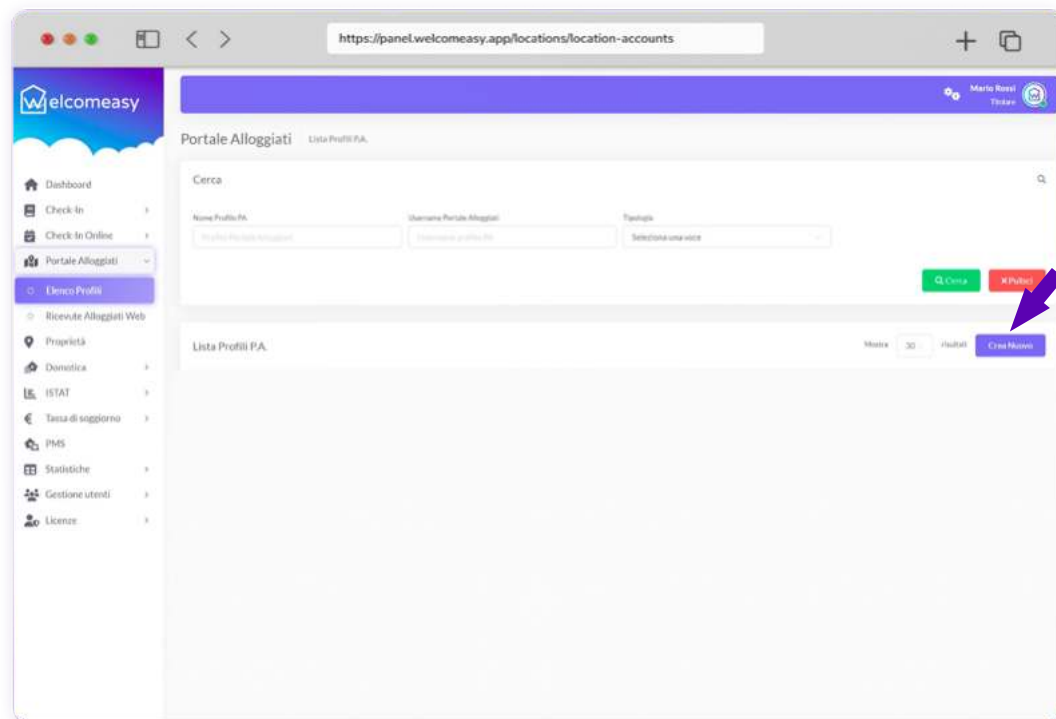 https://panel.welcomeasy.app/locations/location-accounts
Welcomeasy
Mario Rossi
Titolare
Portale Alloggiati Lista Profili P.A.
Dashboard
Check-In
Check-In Online
Portale Alloggiati
Elenco Profili
Ricevute Alloggiati Web
Proprietà
Domotica
ISTAT
Tassa di soggiorno
PMS
Statistiche
Gestione utenti
Licenze
Cerca
Nome Profilo P.A.
Username Portale Alloggiati
Tipologia
Profilo Portale Alloggiati
Seleziona una voce
Cerca
Pulisci
Lista Profili P.A.
Mostra 30 risultati
Crea Nuovo